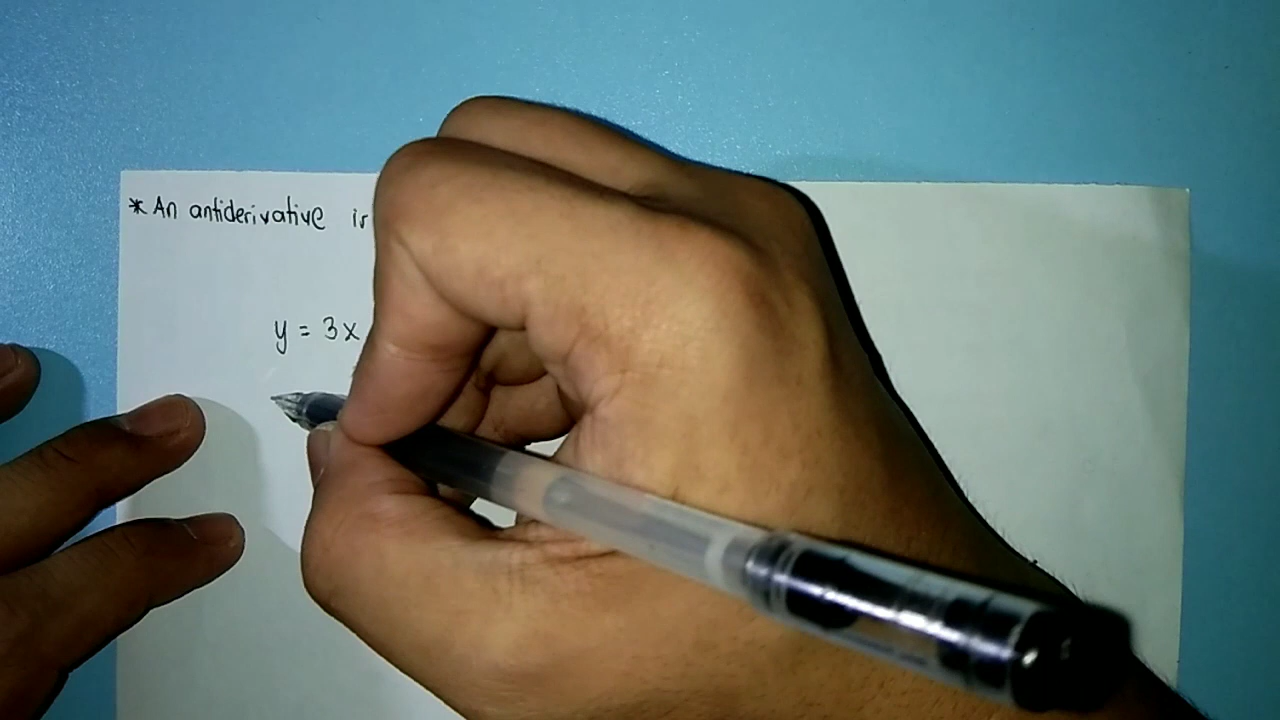 * An antiderivative is
y = 3x